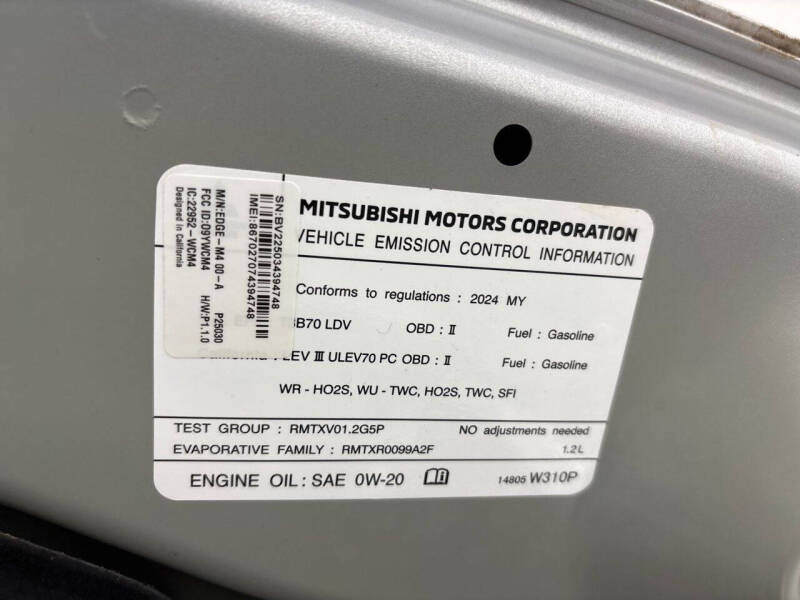 MITSUBISHI MOTORS CORPORATION
VEHICLE EMISSION CONTROL INFORMATION
Conforms to regulations : 2024 MY
B70 LDV OBD : II Fuel : Gasoline
LEV III ULEV70 PC OBD : II Fuel : Gasoline
WR - HO2S, WU - TWC, HO2S, TWC, SFI
TEST GROUP : RMTXV01.2G5P NO adjustments needed
EVAPORATIVE FAMILY : RMTXR0099A2F 1.2L
ENGINE OIL : SAE 0W-20 14805 W310P
SN:BV225034394748
IMEI:867027074394748
M/N:EDGE-M4 00-A P25030
FCC ID:O9YWCM4 H/W:P1.1.0
IC:22952-WCM4
Designed in California